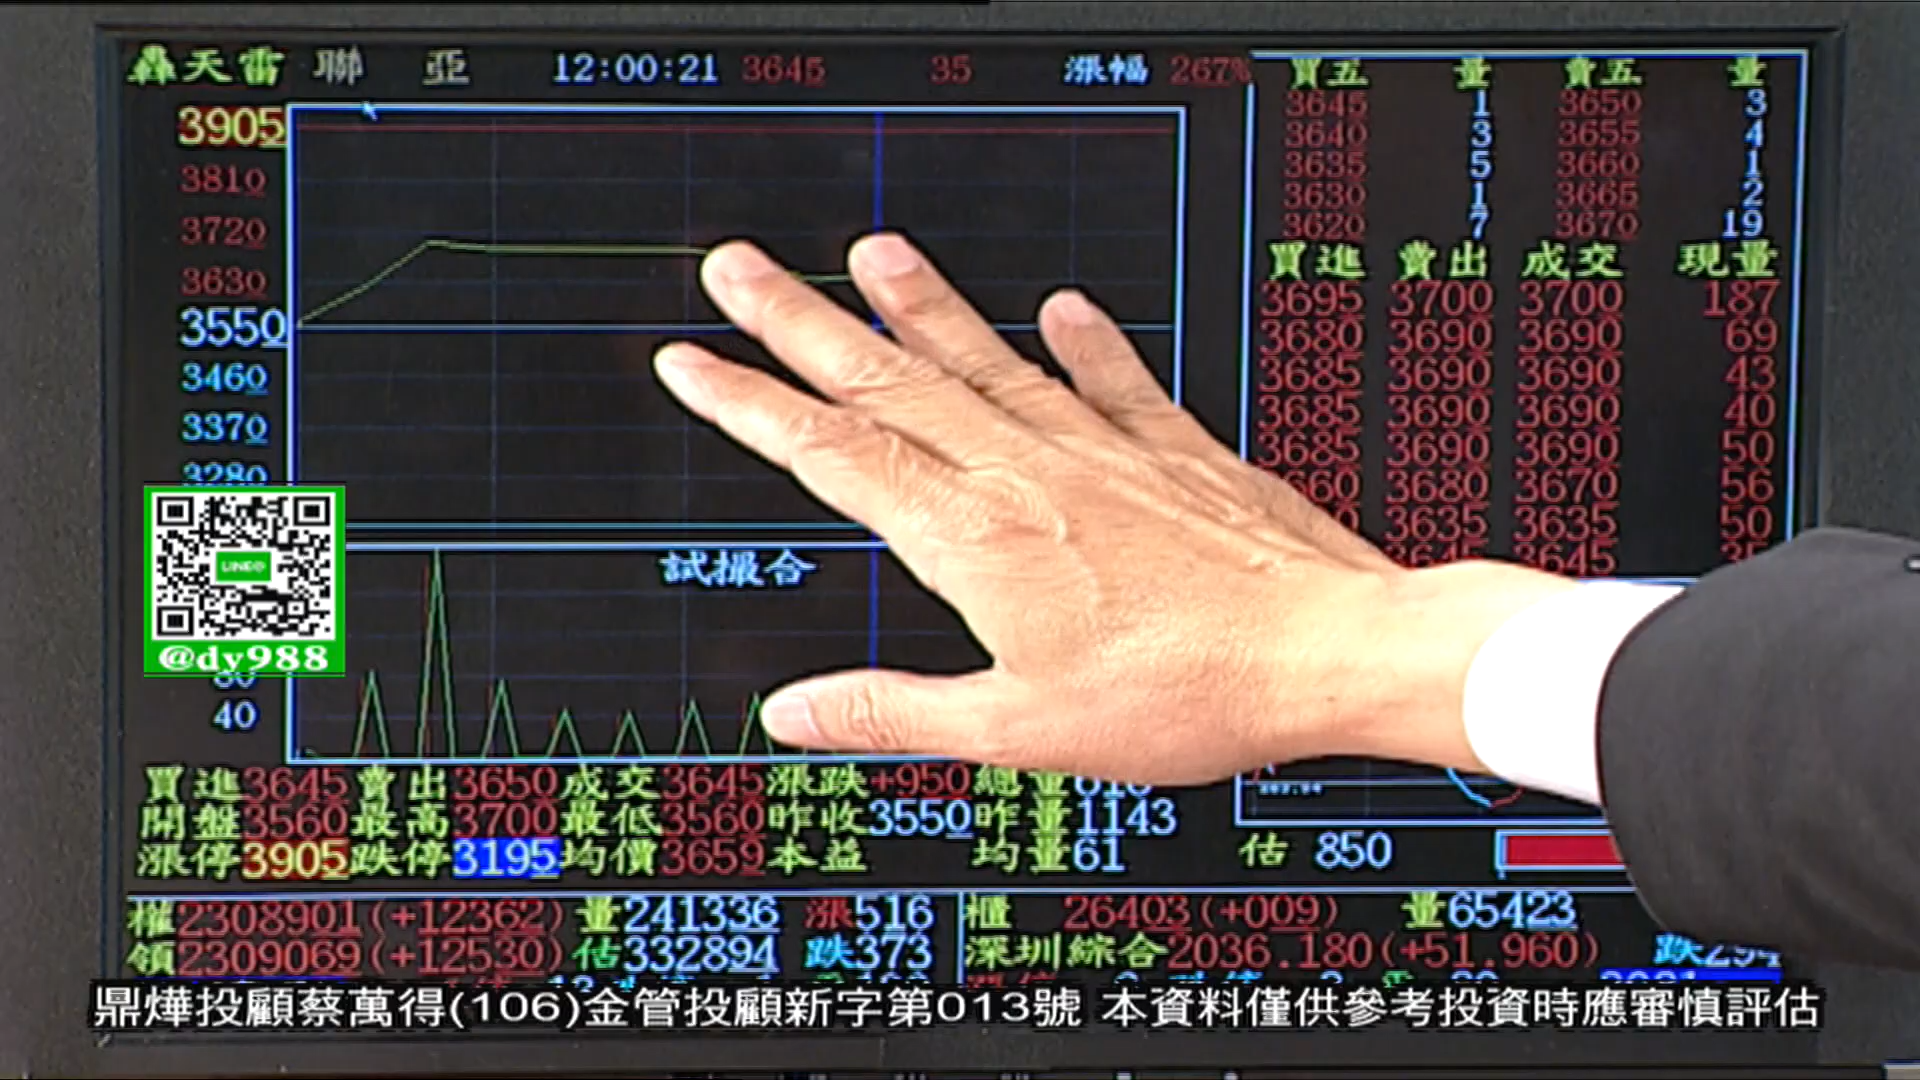 轟天雷 聯 亞 12:00:21 3645 35 漲幅 267%
3905
3810
3720
3630
3550
3460
3370
3280
80
40
試撮合
買五 量 賣五 量
3645 1 3650 3
3640 3 3655 4
3635 5 3660 1
3630 1 3665 2
3620 7 3670 19
買進 賣出 成交 現量
3695 3700 3700 187
3680 3690 3690 69
3685 3690 3690 43
3685 3690 3690 40
3685 3690 3690 50
660 3680 3670 56
3635 3635 50
3645 3645
LINE@
@dy988
買進3645賣出3650成交3645漲跌+950總量
開盤3560最高3700最低3560昨收3550昨量1143
漲停3905跌停3195均價3659本益 均量61
估 850
權2308901(+12362)量241336 漲516 櫃 26403(+009) 量65423
領2309069(+12530)估332894 跌373 深圳綜合2036.180(+51.960) 跌
鼎燁投顧蔡萬得(106)金管投顧新字第013號 本資料僅供參考投資時應審慎評估